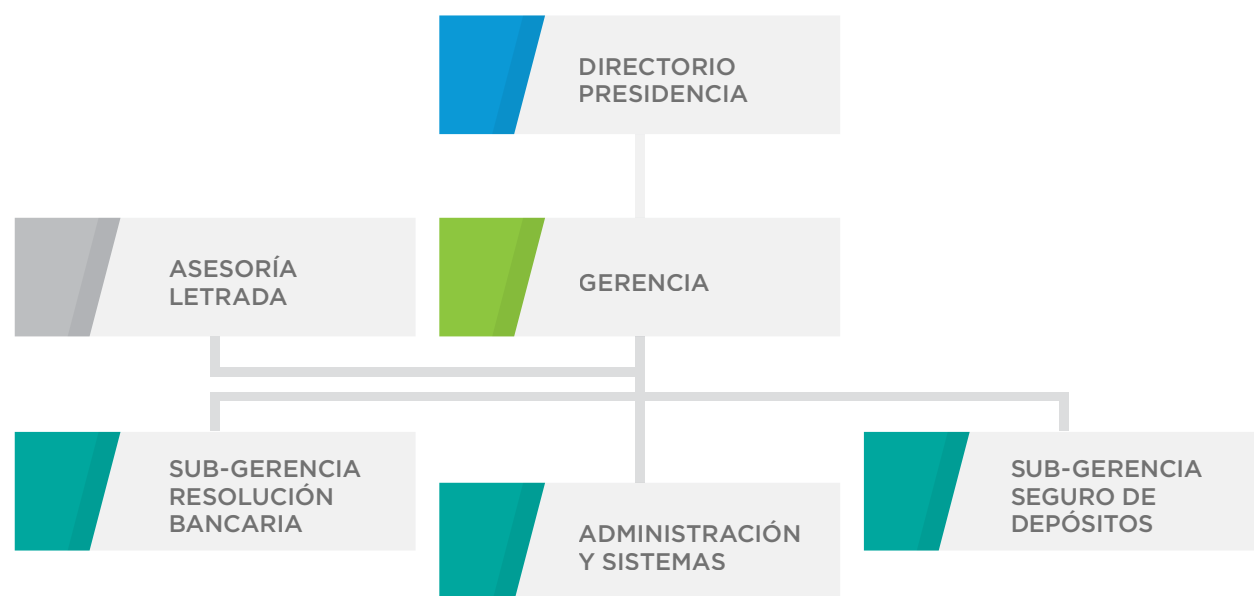 DIRECTORIO
PRESIDENCIA
ASESORÍA
LETRADA
GERENCIA
SUB-GERENCIA
RESOLUCIÓN
BANCARIA
ADMINISTRACIÓN
Y SISTEMAS
SUB-GERENCIA
SEGURO DE
DEPÓSITOS